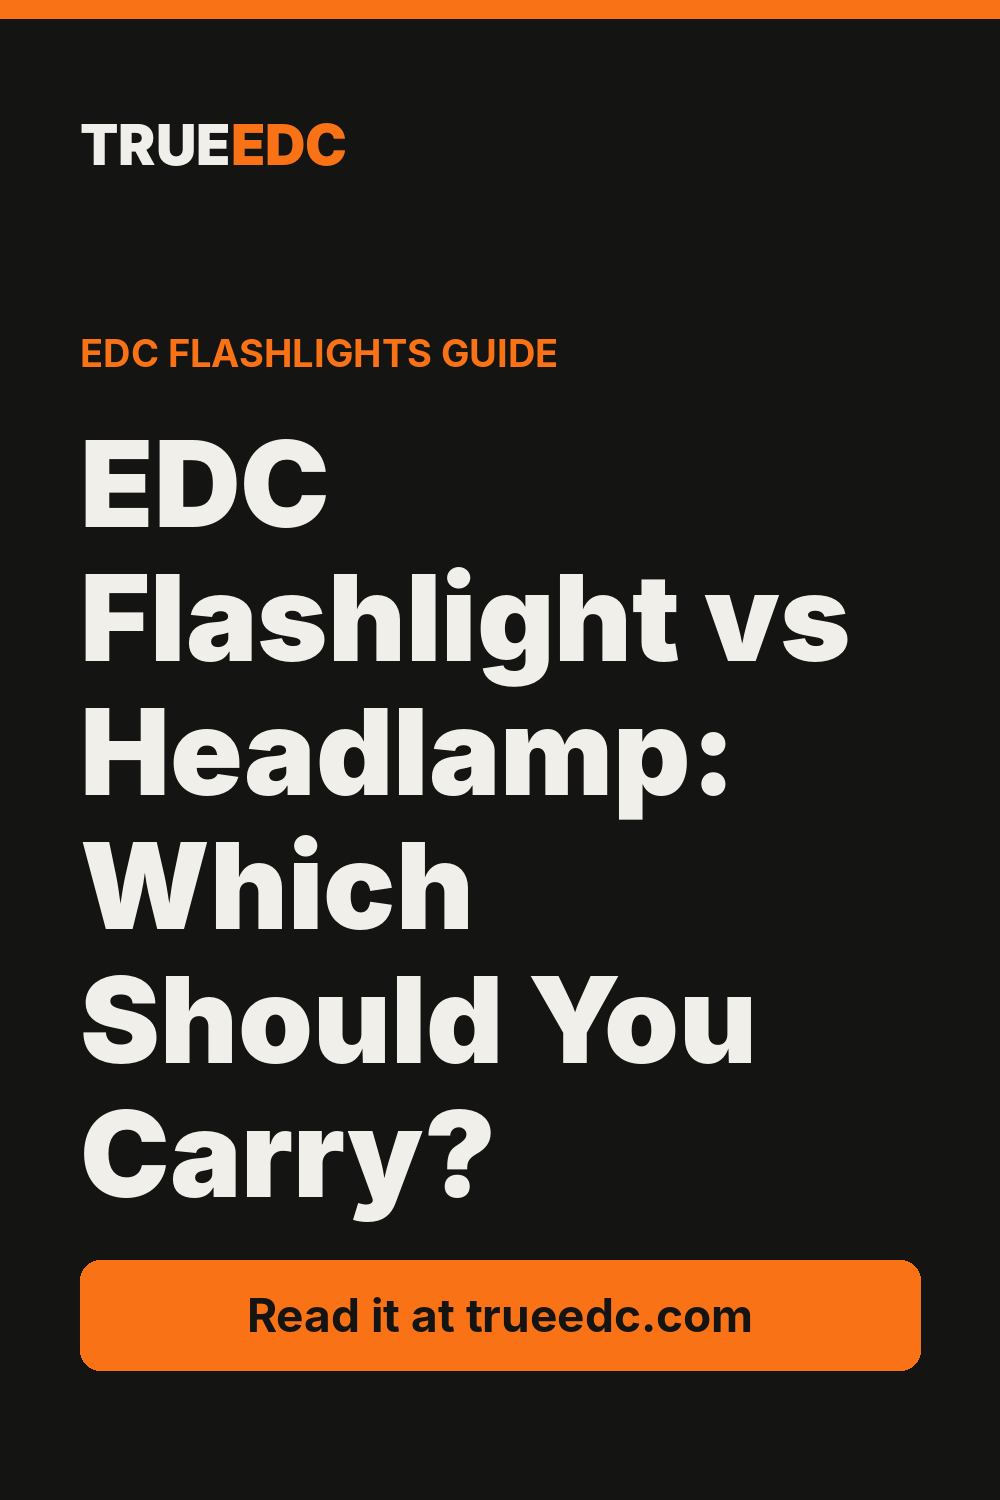 TRUEEDC
EDC FLASHLIGHTS GUIDE
EDC
Flashlight vs
Headlamp:
Which
Should You
Carry?
Read it at trueedc.com